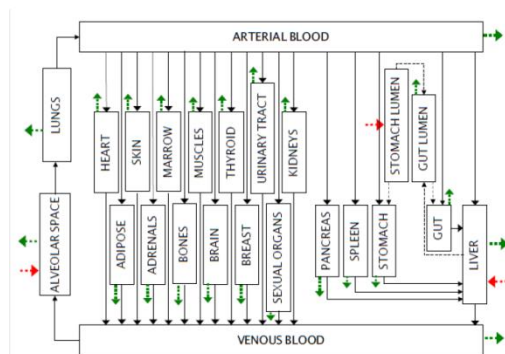 ARTERIAL BLOOD
LUNGS
ALVEOLAR SPACE
HEART
SKIN
MARROW
MUSCLES
THYROID
URINARY TRACT
KIDNEYS
STOMACH LUMEN
GUT LUMEN
ADIPOSE
ADRENALS
BONES
BRAIN
BREAST
SEXUAL ORGANS
PANCREAS
SPLEEN
STOMACH
GUT
LIVER
VENOUS BLOOD